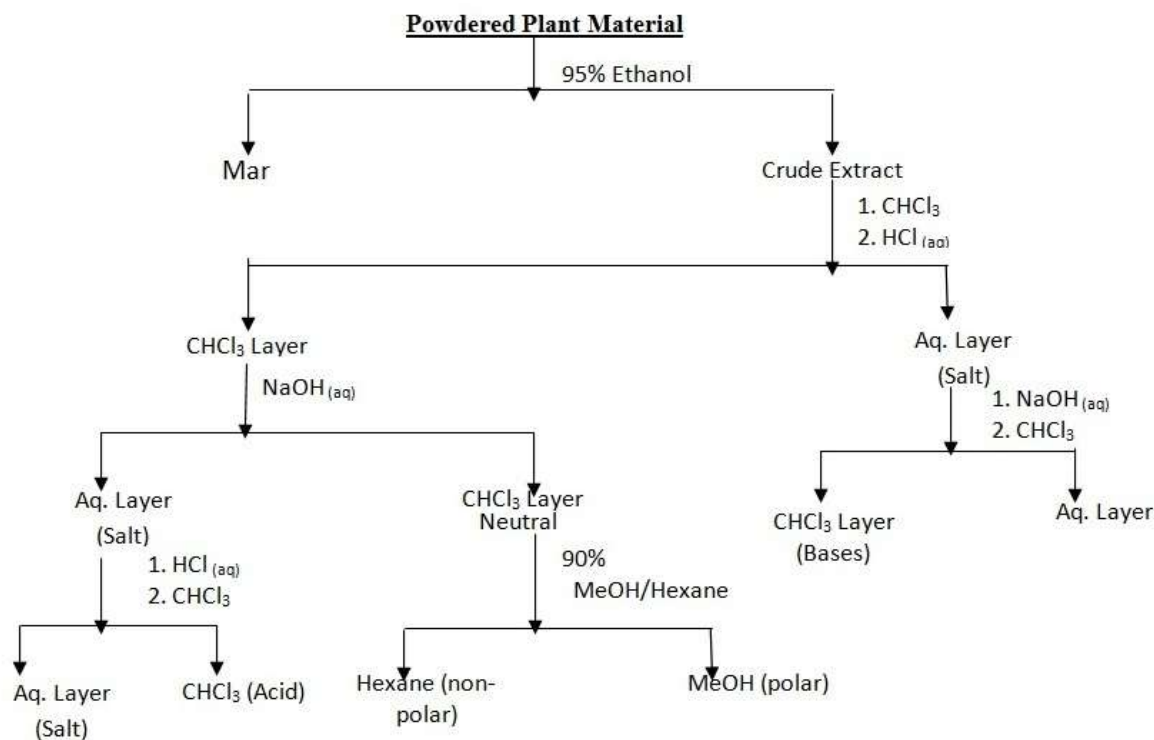 Powdered Plant Material
95% Ethanol
Mar
Crude Extract
1. CHCl₃
2. HCl (aq)
CHCl₃ Layer
Aq. Layer
(Salt)
NaOH (aq)
1. NaOH (aq)
2. CHCl₃
Aq. Layer
(Salt)
CHCl₃ Layer
Neutral
CHCl₃ Layer
(Bases)
Aq. Layer
1. HCl (aq)
2. CHCl₃
90%
MeOH/Hexane
Aq. Layer
(Salt)
CHCl₃ (Acid)
Hexane (non-
polar)
MeOH (polar)